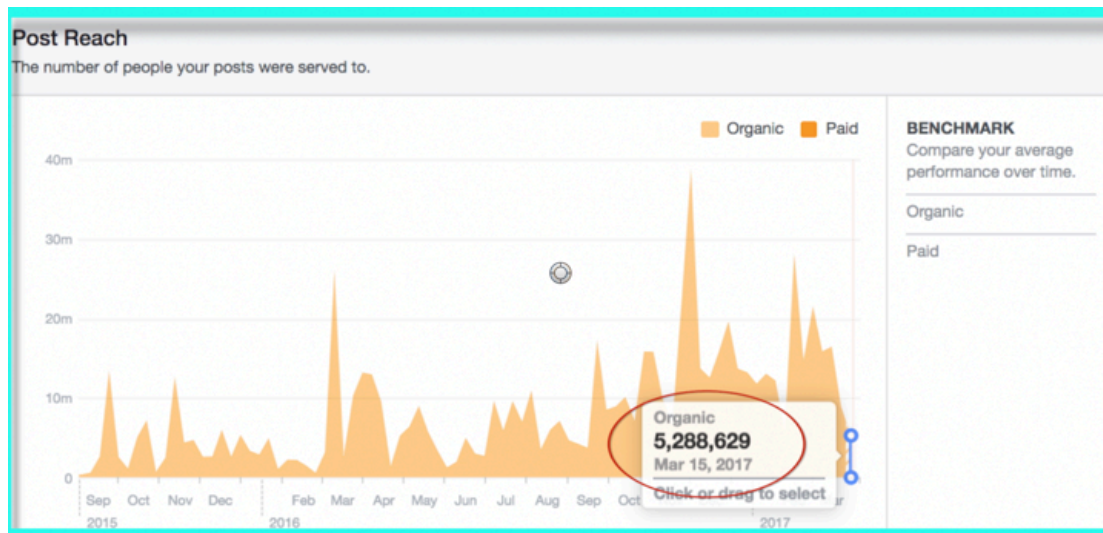 Post Reach
The number of people your posts were served to.
Organic Paid
BENCHMARK
Compare your average
performance over time.
Organic
Paid
40m
30m
20m
10m
0
Organic
5,288,629
Mar 15, 2017
Click or drag to select
Sep Oct Nov Dec Feb Mar Apr May Jun Jul Aug Sep Oct
2015 2016 2017